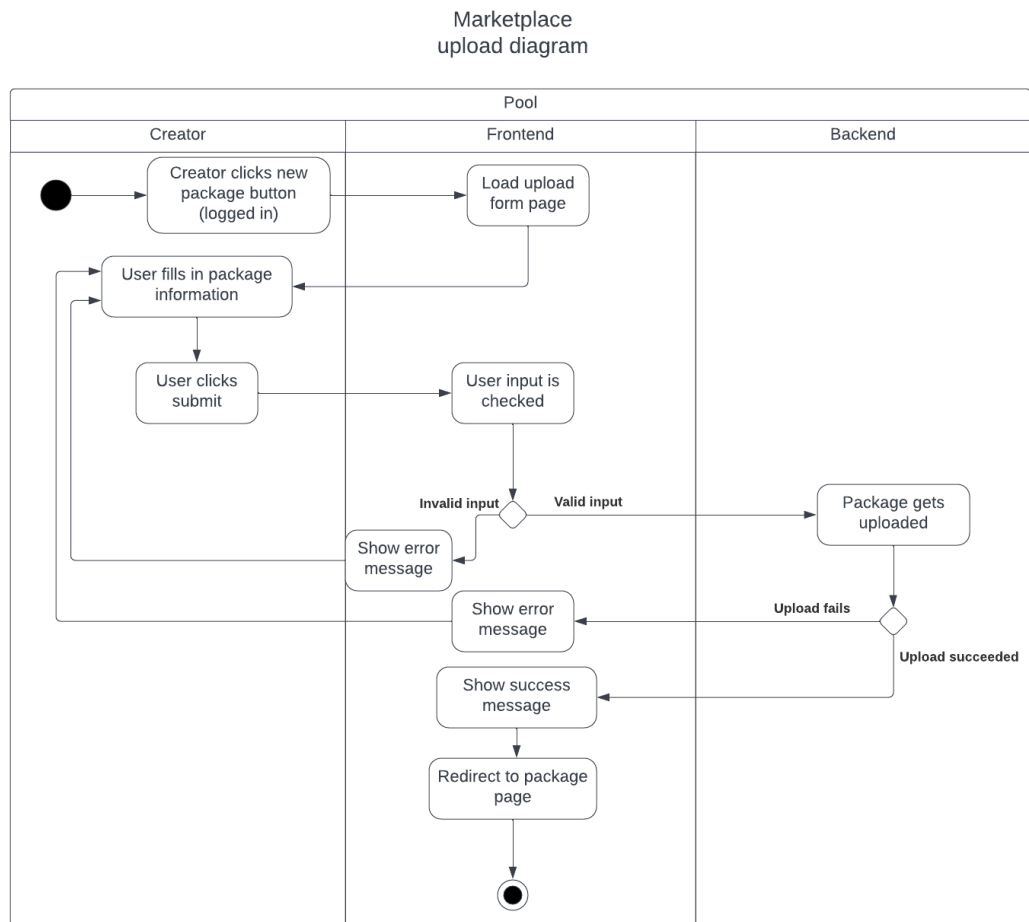 Marketplace
upload diagram
Pool
Creator
Frontend
Backend
Creator clicks new
package button
(logged in)
Load upload
form page
User fills in package
information
User clicks
submit
User input is
checked
Invalid input
Valid input
Package gets
uploaded
Show error
message
Show error
message
Upload fails
Upload succeeded
Show success
message
Redirect to package
page